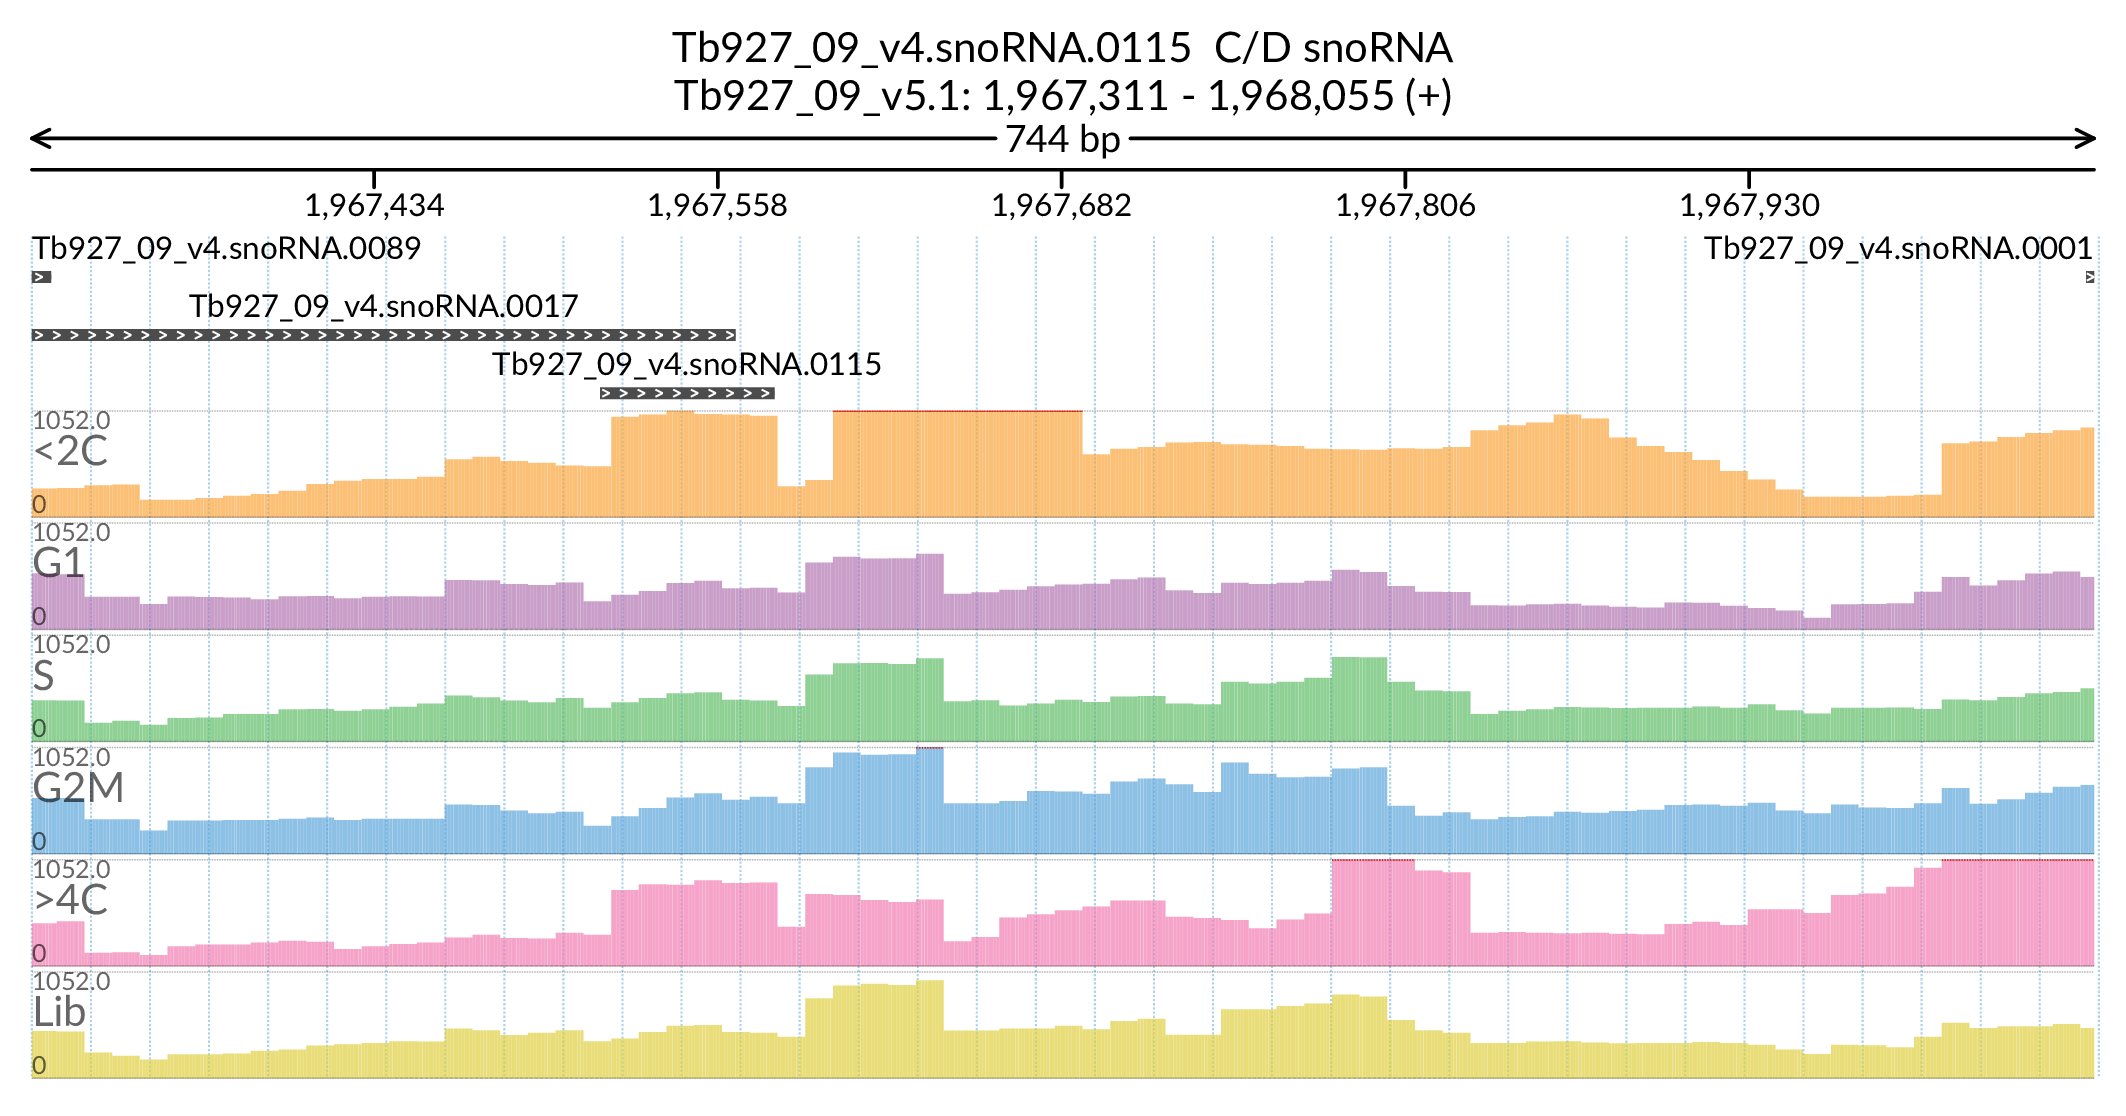 Tb927_09_v4.snoRNA.0115  C/D snoRNA
Tb927_09_v5.1: 1,967,311 - 1,968,055 (+)
744 bp
1,967,434 1,967,558 1,967,682 1,967,806 1,967,930
Tb927_09_v4.snoRNA.0089 Tb927_09_v4.snoRNA.0001
Tb927_09_v4.snoRNA.0017
Tb927_09_v4.snoRNA.0115
1052.0
<2C
0
1052.0
G1
0
1052.0
S
0
1052.0
G2M
0
1052.0
>4C
0
1052.0
Lib
0